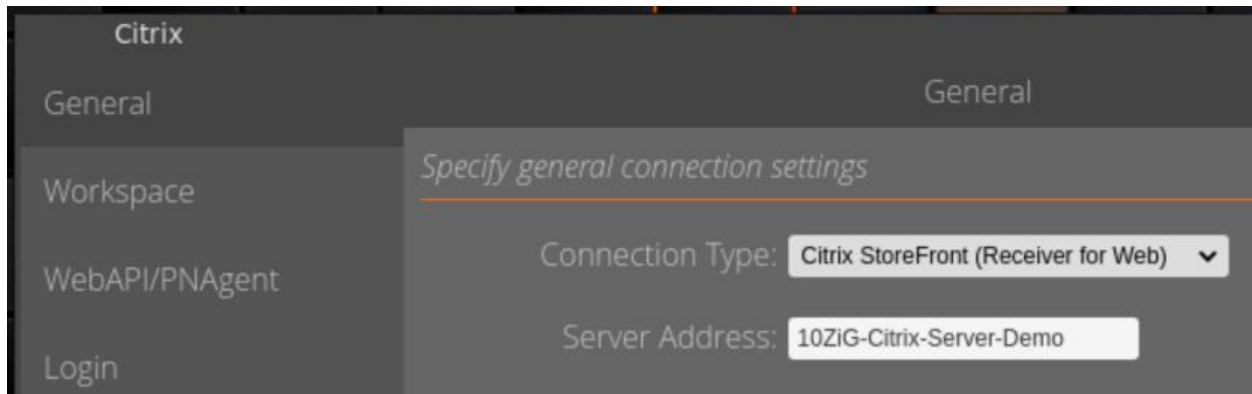 Citrix
General
General
Specify general connection settings
Workspace
Connection Type: Citrix StoreFront (Receiver for Web)
WebAPI/PNAgent
Server Address: 10ZiG-Citrix-Server-Demo
Login